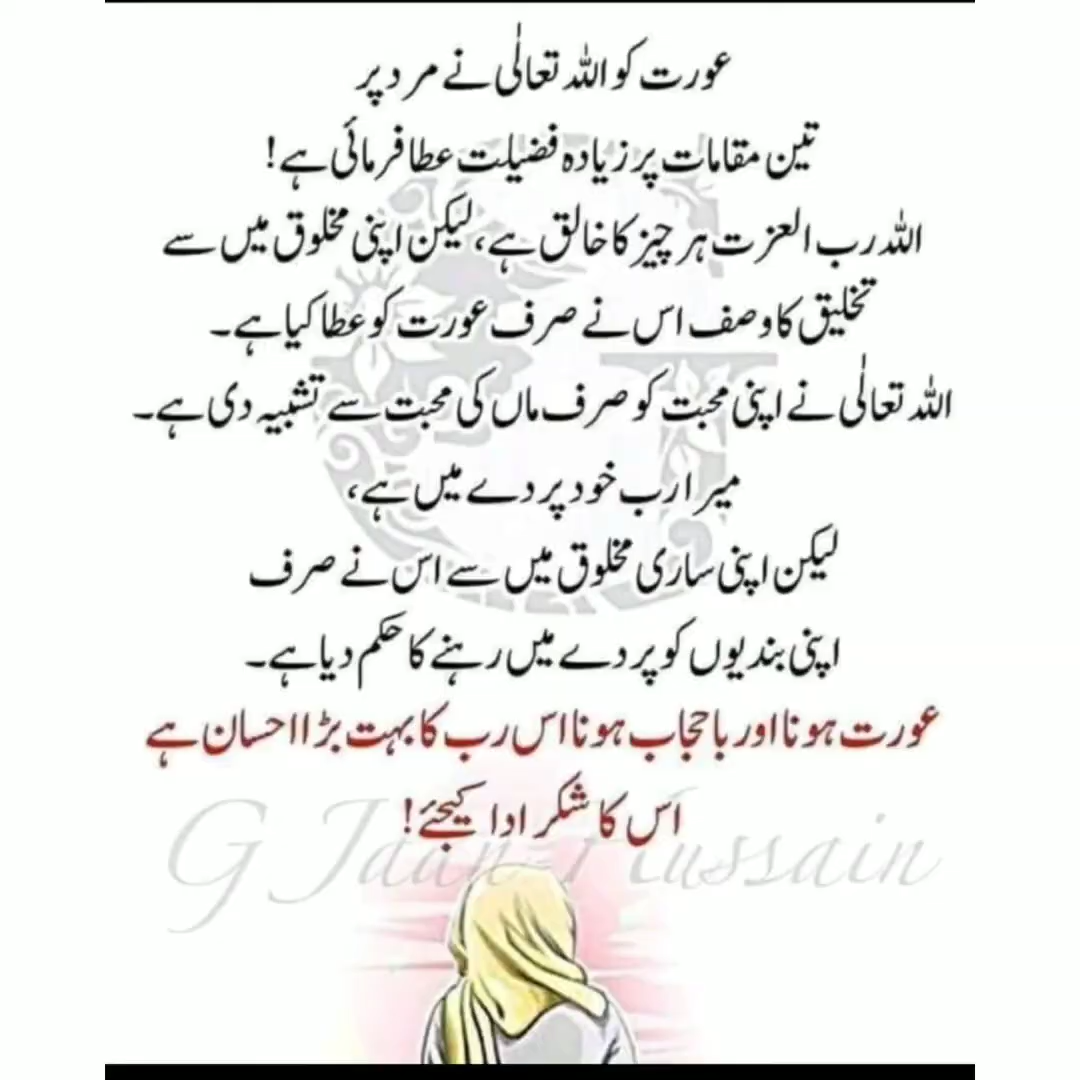 عورت کو اللہ تعالٰی نے مرد پر
تین مقامات پر زیادہ فضیلت عطا فرمائی ہے!
اللہ رب العزت ہر چیز کا خالق ہے، لیکن اپنی مخلوق میں سے
تخلیق کا وصف اس نے صرف عورت کو عطا کیا ہے۔
اللہ تعالٰی نے اپنی محبت کو صرف ماں کی محبت سے تشبیہ دی ہے۔
میرا رب خود پردے میں ہے،
لیکن اپنی ساری مخلوق میں سے اس نے صرف
اپنی بندیوں کو پردے میں رہنے کا حکم دیا ہے۔
عورت ہونا اور باحجاب ہونا اس رب کا بہت بڑا احسان ہے
اس کا شکر ادا کیجئے!
G Jaan Hussain